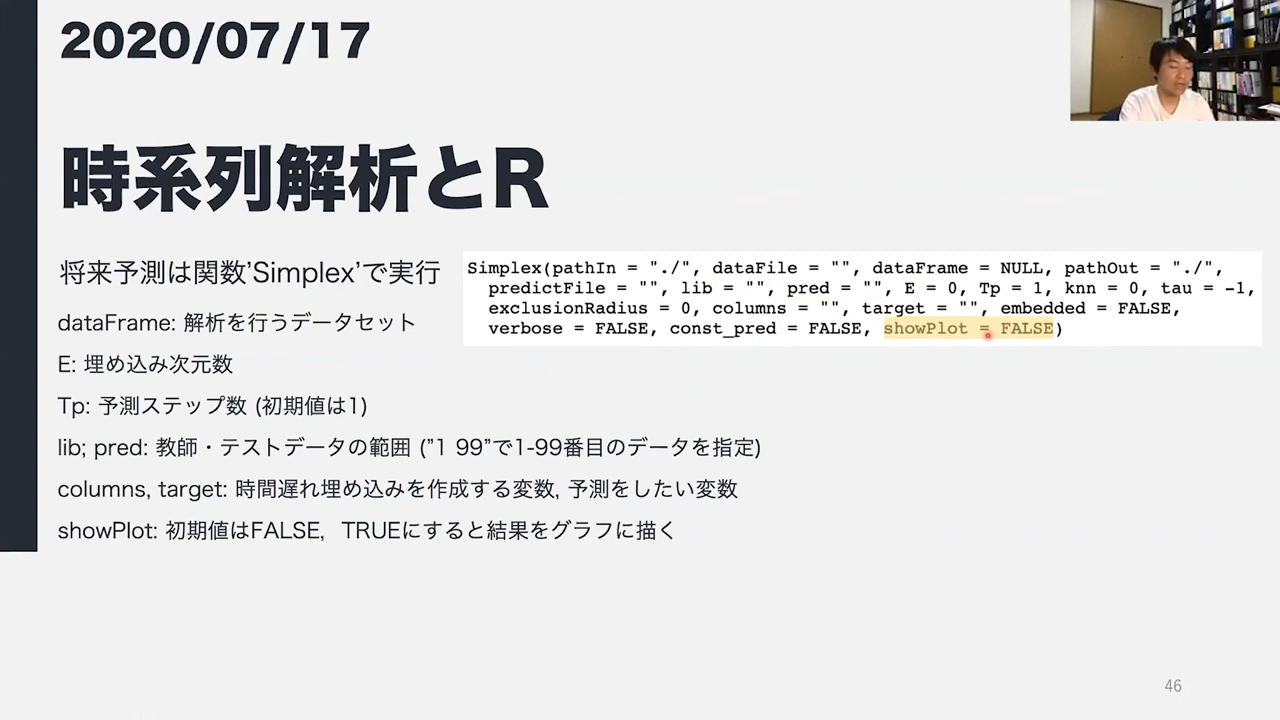 2020/07/17
時系列解析とR
将来予測は関数’Simplex’で実行
Simplex(pathIn = "./", dataFile = "", dataFrame = NULL, pathOut = "./",
predictFile = "", lib = "", pred = "", E = 0, Tp = 1, knn = 0, tau = -1,
exclusionRadius = 0, columns = "", target = "", embedded = FALSE,
verbose = FALSE, const_pred = FALSE, showPlot = FALSE)
dataFrame: 解析を行うデータセット
E: 埋め込み次元数
Tp: 予測ステップ数 (初期値は1)
lib; pred: 教師・テストデータの範囲 (”1 99”で1-99番目のデータを指定)
columns, target: 時間遅れ埋め込みを作成する変数, 予測をしたい変数
showPlot: 初期値はFALSE, TRUEにすると結果をグラフに描く
46